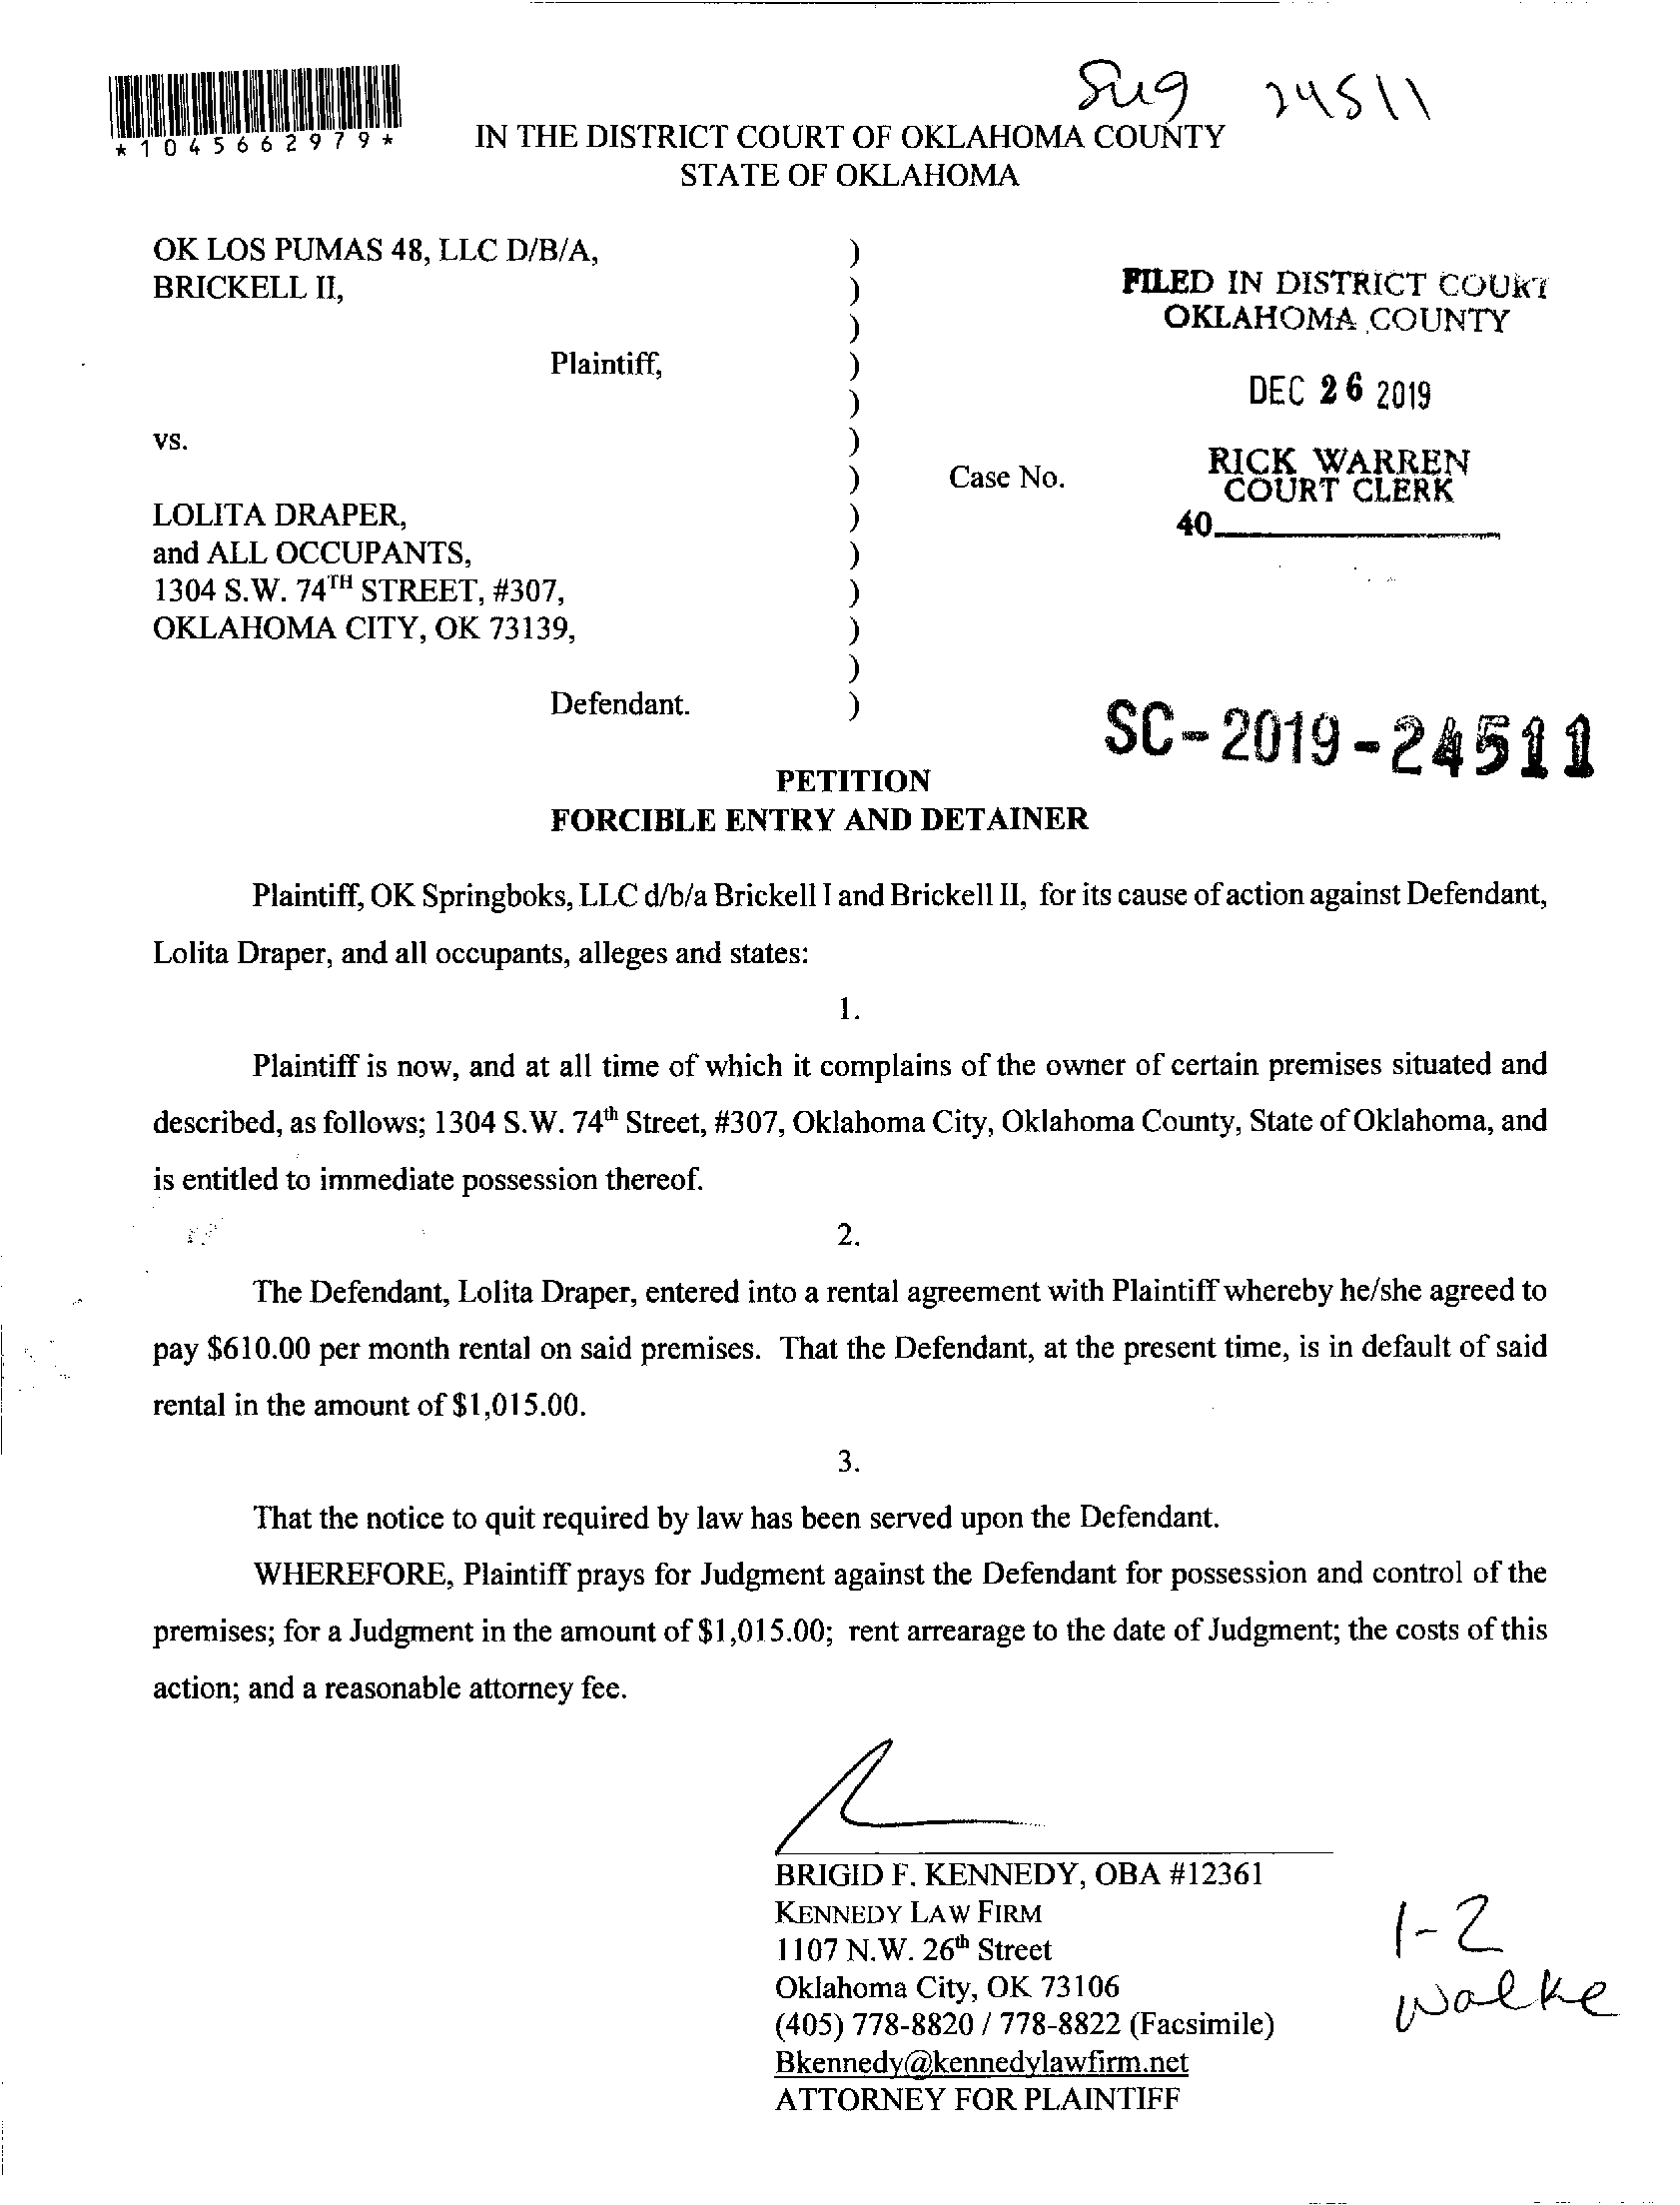 Sug 24511
*1045662979*
IN THE DISTRICT COURT OF OKLAHOMA COUNTY
STATE OF OKLAHOMA
OK LOS PUMAS 48, LLC D/B/A, )
BRICKELL II, )
)
Plaintiff, )
)
vs. )
) Case No.
LOLITA DRAPER, )
and ALL OCCUPANTS, )
1304 S.W. 74TH STREET, #307, )
OKLAHOMA CITY, OK 73139, )
)
Defendant. )
FILED IN DISTRICT COURT
OKLAHOMA COUNTY
DEC 26 2019
RICK WARREN
COURT CLERK
40
SC-2019-24511
PETITION
FORCIBLE ENTRY AND DETAINER
Plaintiff, OK Springboks, LLC d/b/a Brickell I and Brickell II, for its cause of action against Defendant,
Lolita Draper, and all occupants, alleges and states:
1.
Plaintiff is now, and at all time of which it complains of the owner of certain premises situated and
described, as follows; 1304 S.W. 74th Street, #307, Oklahoma City, Oklahoma County, State of Oklahoma, and
is entitled to immediate possession thereof.
2.
The Defendant, Lolita Draper, entered into a rental agreement with Plaintiff whereby he/she agreed to
pay $610.00 per month rental on said premises. That the Defendant, at the present time, is in default of said
rental in the amount of $1,015.00.
3.
That the notice to quit required by law has been served upon the Defendant.
WHEREFORE, Plaintiff prays for Judgment against the Defendant for possession and control of the
premises; for a Judgment in the amount of $1,015.00; rent arrearage to the date of Judgment; the costs of this
action; and a reasonable attorney fee.
BRIGID F. KENNEDY, OBA #12361
KENNEDY LAW FIRM
1107 N.W. 26th Street
Oklahoma City, OK 73106
(405) 778-8820 / 778-8822 (Facsimile)
Bkennedy@kennedylawfirm.net
ATTORNEY FOR PLAINTIFF
1-2
Walke